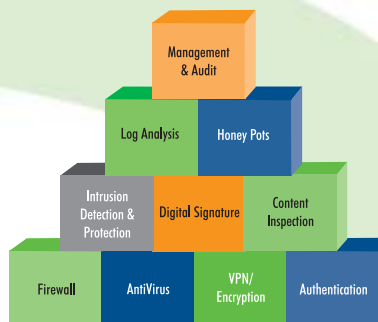 Management
& Audit
Log Analysis
Honey Pots
Intrusion
Detection &
Protection
Digital Signature
Content
Inspection
Firewall
AntiVirus
VPN/
Encryption
Authentication